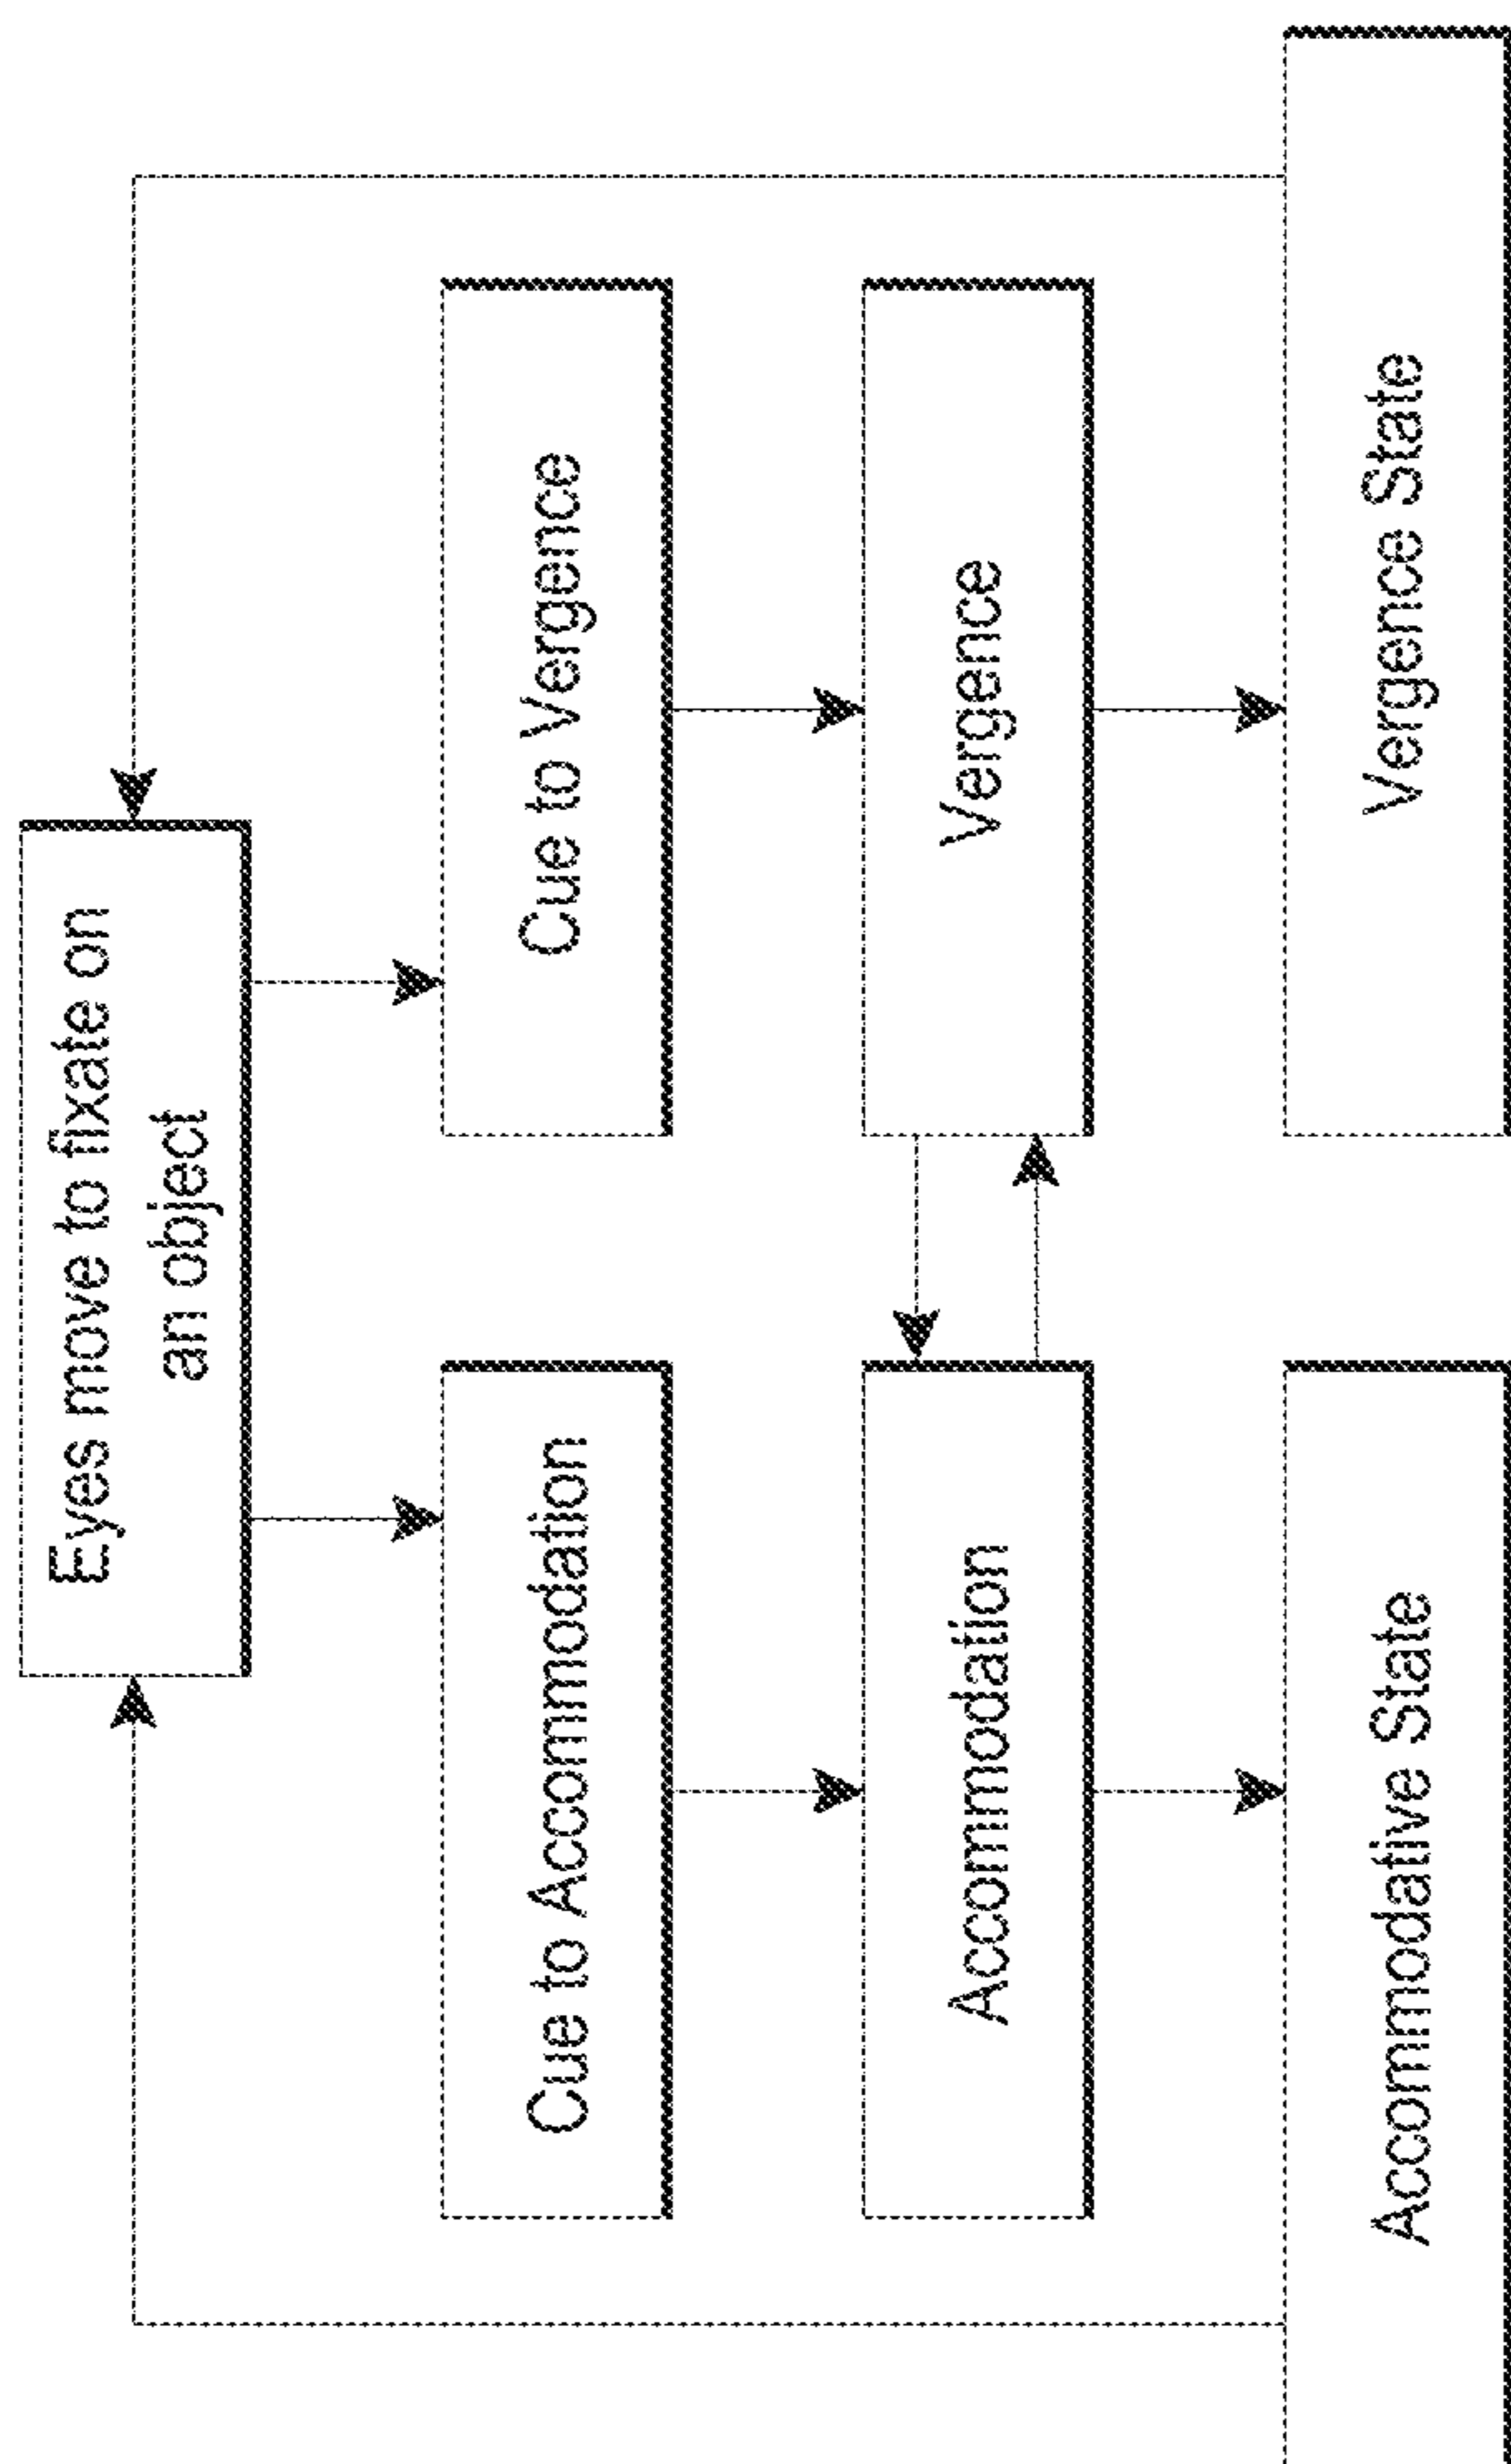 Eyes move to fixate on
an object
Cue to Accommodation
Cue to Vergence
Accommodation
Vergence
Accommodative State
Vergence State